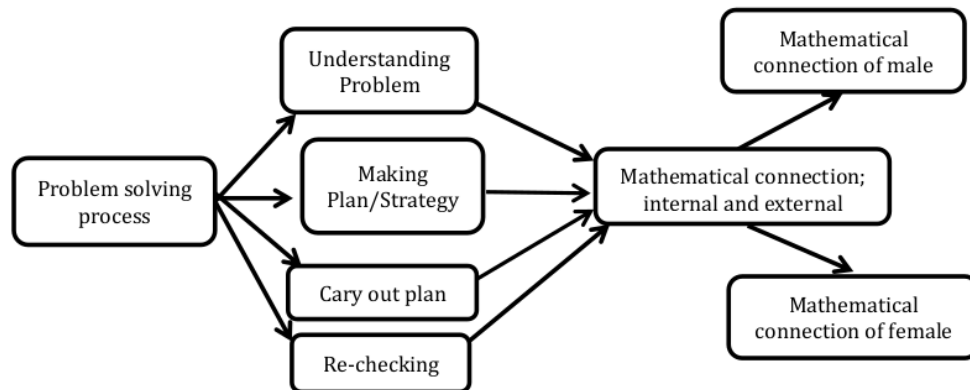 Problem solving
process
Understanding
Problem
Making
Plan/Strategy
Cary out plan
Re-checking
Mathematical connection;
internal and external
Mathematical
connection of male
Mathematical
connection of female